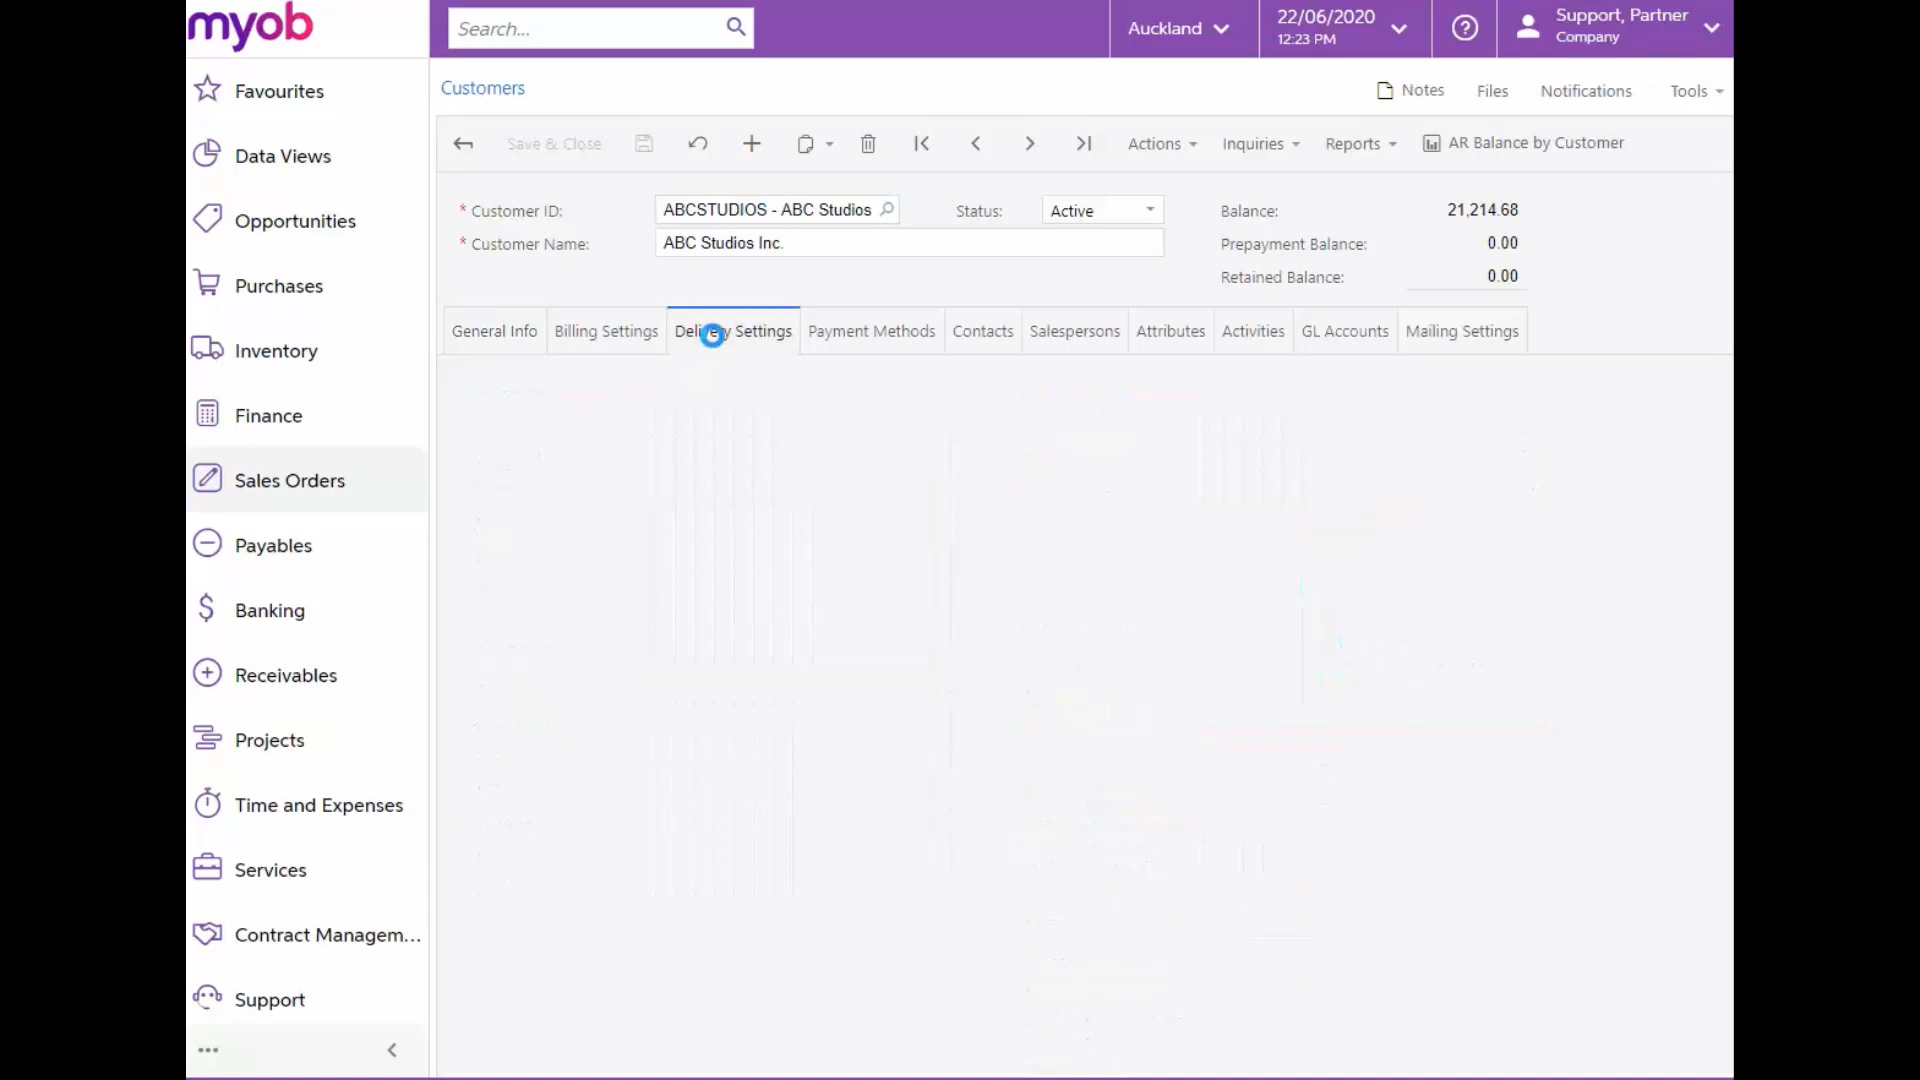 myob
Search...
Auckland
22/06/2020
12:23 PM
Support, Partner
Company
Favourites
Data Views
Opportunities
Purchases
Inventory
Finance
Sales Orders
Payables
Banking
Receivables
Projects
Time and Expenses
Services
Contract Managem...
Support
Customers
Notes
Files
Notifications
Tools
Save & Close
Actions
Inquiries
Reports
AR Balance by Customer
* Customer ID: ABCSTUDIOS - ABC Studios
Status: Active
Balance: 21,214.68
* Customer Name: ABC Studios Inc.
Prepayment Balance: 0.00
Retained Balance: 0.00
General Info
Billing Settings
Delivery Settings
Payment Methods
Contacts
Salespersons
Attributes
Activities
GL Accounts
Mailing Settings